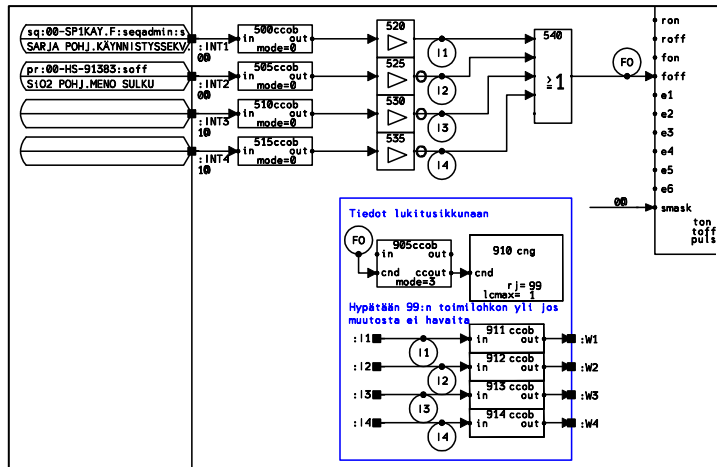 sq:00-SP1KAY.F:seqadmin:s
SARJA POHJ.KÄYNNISTYSSEKV.
:INT1
500ccob
in out
mode=0
520
I1
540
≥1
F0
ron
roff
fon
foff
pr:00-HS-91383:soff
SiO2 POHJ.MENO SULKU
:INT2
505ccob
in out
mode=0
525
I2
:INT3
10
510ccob
in out
mode=0
530
I3
:INT4
10
515ccob
in out
mode=0
535
I4
e1
e2
e3
e4
e5
e6
smask
ton
toff
puls
Tiedot lukitusikkunaan
F0
905ccob
in out
cnd ccout
mode=3
910 cng
cnd
rj= 99
lcmax= 1
Hypätään 99:n toimilohkon yli jos
muutosta ei havaita
:I1
I1
911 ccob
in out
:W1
:I2
I2
912 ccob
in out
:W2
:I3
I3
913 ccob
in out
:W3
:I4
I4
914 ccob
in out
:W4